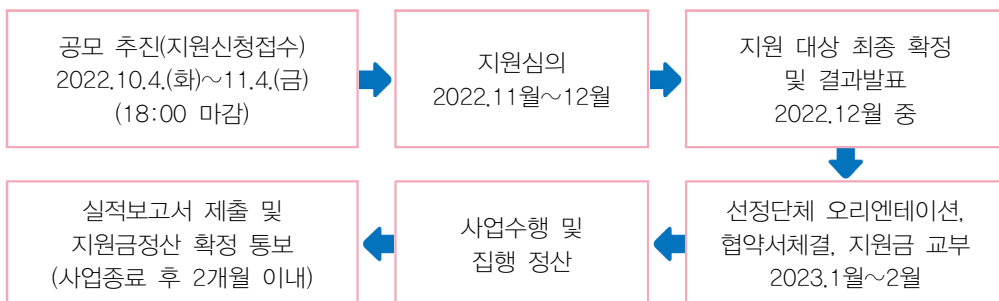 공모 추진(지원신청접수)
2022.10.4.(화)～11.4.(금)
(18:00 마감)
지원심의
2022.11월～12월
지원 대상 최종 확정
및 결과발표
2022.12월 중
선정단체 오리엔테이션,
협약서체결, 지원금 교부
2023.1월～2월
사업수행 및
집행 정산
실적보고서 제출 및
지원금정산 확정 통보
(사업종료 후 2개월 이내)